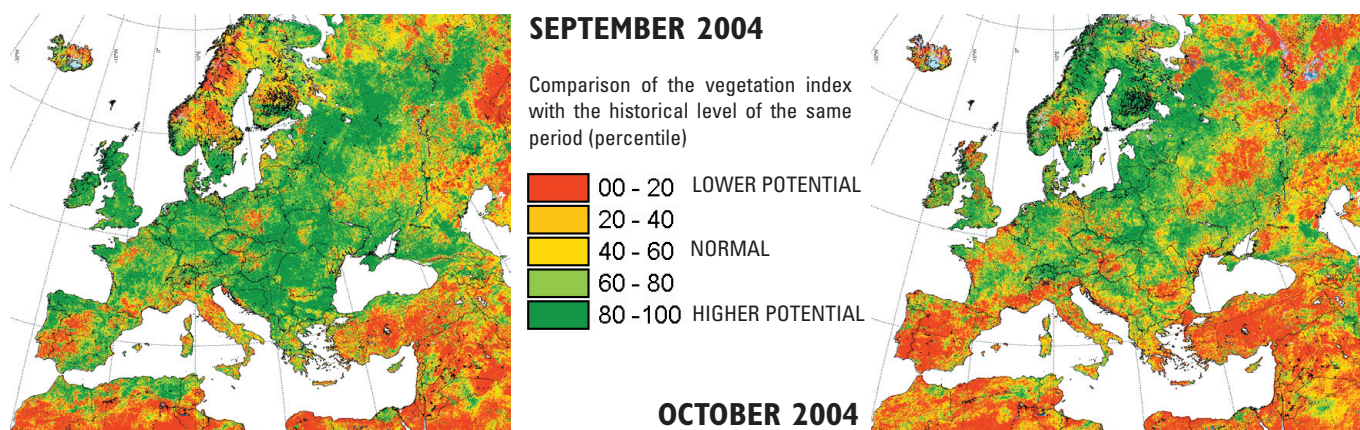 SEPTEMBER 2004
Comparison of the vegetation index
with the historical level of the same
period (percentile)
00 - 20 LOWER POTENTIAL
20 - 40
40 - 60 NORMAL
60 - 80
80 -100 HIGHER POTENTIAL
OCTOBER 2004